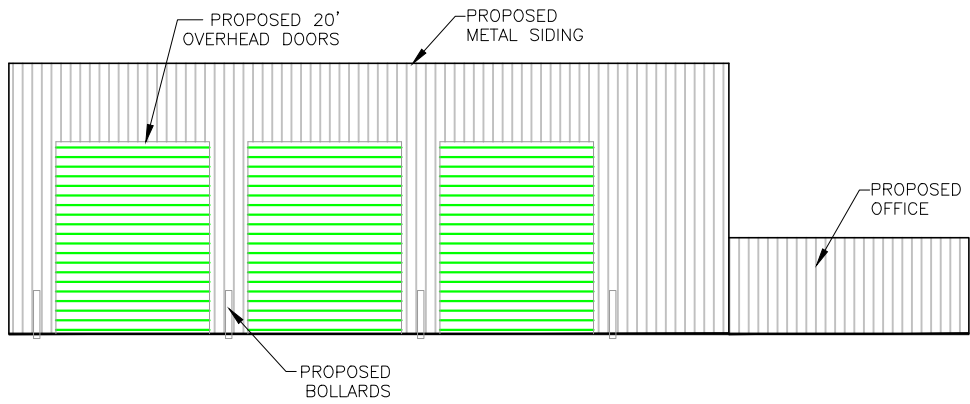 PROPOSED 20'
OVERHEAD DOORS
PROPOSED
METAL SIDING
PROPOSED
OFFICE
PROPOSED
BOLLARDS